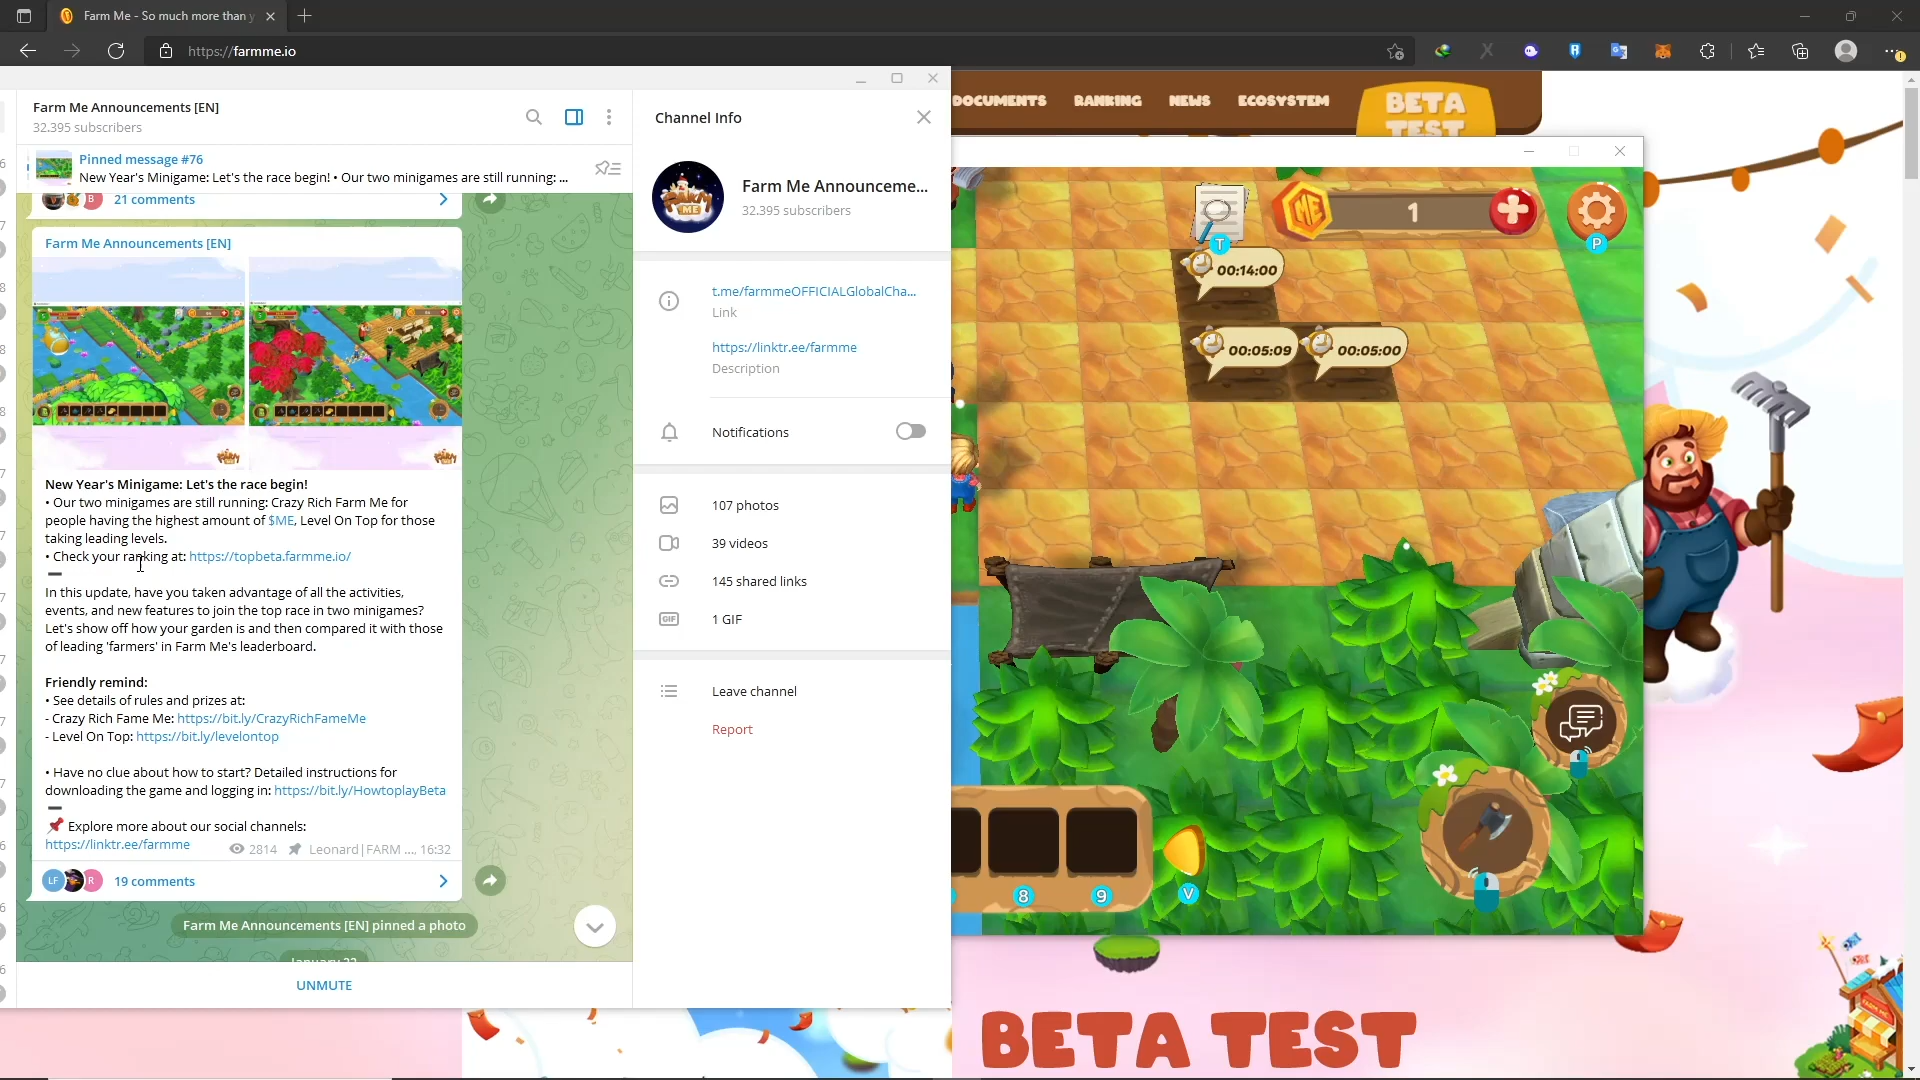 Farm Me - So much more than y
https://farmme.io
Farm Me Announcements [EN]
32.395 subscribers
Pinned message #76
New Year's Minigame: Let's the race begin! • Our two minigames are still running: ...
B
21 comments
Farm Me Announcements [EN]
FARM ME
FARM ME
New Year's Minigame: Let's the race begin!
• Our two minigames are still running: Crazy Rich Farm Me for
people having the highest amount of $ME, Level On Top for those
taking leading levels.
• Check your ranking at: https://topbeta.farmme.io/
In this update, have you taken advantage of all the activities,
events, and new features to join the top race in two minigames?
Let's show off how your garden is and then compared it with those
of leading 'farmers' in Farm Me's leaderboard.
Friendly remind:
• See details of rules and prizes at:
- Crazy Rich Fame Me: https://bit.ly/CrazyRichFameMe
- Level On Top: https://bit.ly/levelontop
• Have no clue about how to start? Detailed instructions for
downloading the game and logging in: https://bit.ly/HowtoplayBeta
Explore more about our social channels:
https://linktr.ee/farmme
2814 Leonard|FARM ..., 16:32
LF R
19 comments
Farm Me Announcements [EN] pinned a photo
January 22
UNMUTE
Channel Info
FARM ME
Farm Me Announceme...
32.395 subscribers
t.me/farmmeOFFICIALGlobalCha...
Link
https://linktr.ee/farmme
Description
Notifications
107 photos
39 videos
145 shared links
GIF
1 GIF
Leave channel
Report
DOCUMENTS RANKING NEWS ECOSYSTEM
BETA TEST
ME
1
T
P
00:14:00
00:05:09
00:05:00
8
9
V
BETA TEST